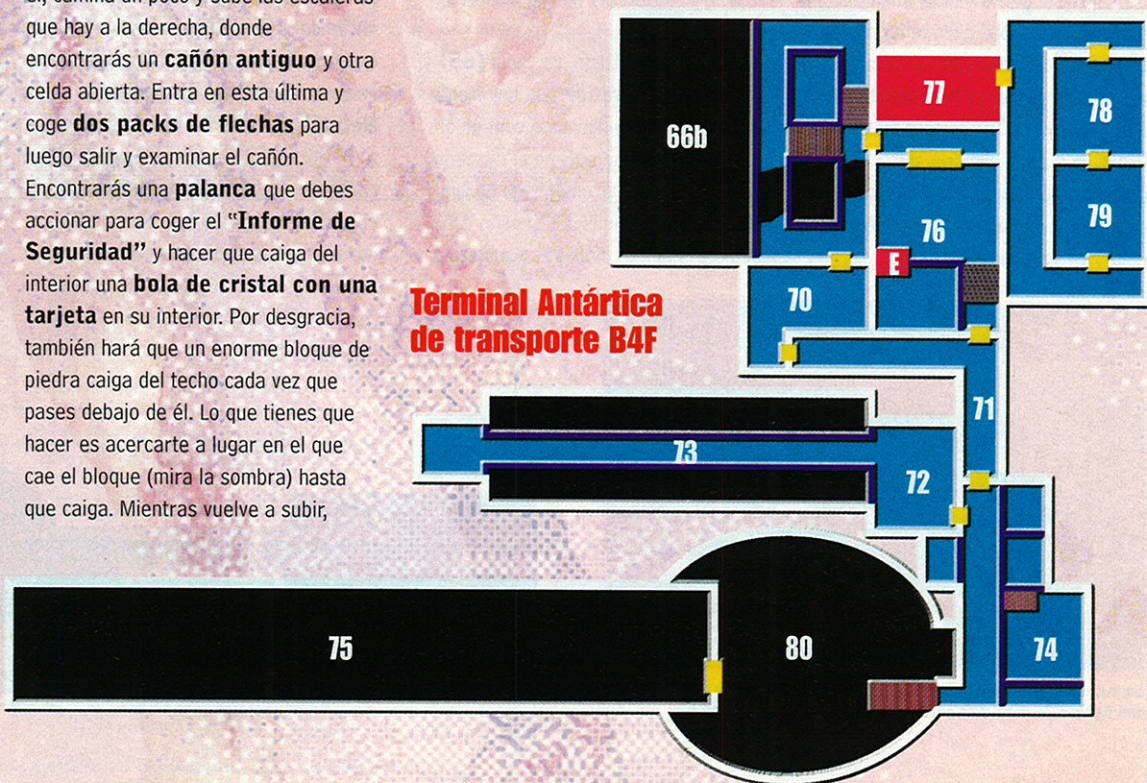 que hay a la derecha, donde
encontrarás un cañón antiguo y otra
celda abierta. Entra en esta última y
coge dos packs de flechas para
luego salir y examinar el cañón.
Encontrarás una palanca que debes
accionar para coger el “Informe de
Seguridad” y hacer que caiga del
interior una bola de cristal con una
tarjeta en su interior. Por desgracia,
también hará que un enorme bloque de
piedra caiga del techo cada vez que
pases debajo de él. Lo que tienes que
hacer es acercarte a lugar en el que
cae el bloque (mira la sombra) hasta
que caiga. Mientras vuelve a subir,
Terminal Antártica
de transporte B4F
66b
77
78
76
79
E
70
71
73
72
75
80
74